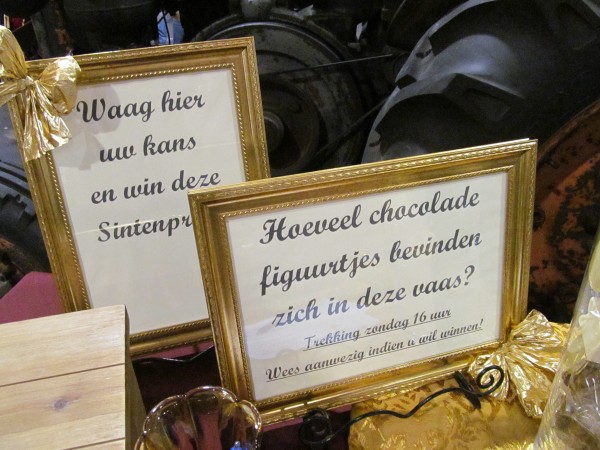 Waag hier
uw kans
en win deze
Hoeveel chocolade
figuurtjes bevinden
zich in deze vaas?
Trekking zondag 16 uur
Wees aanwezig indien u wil winnen!